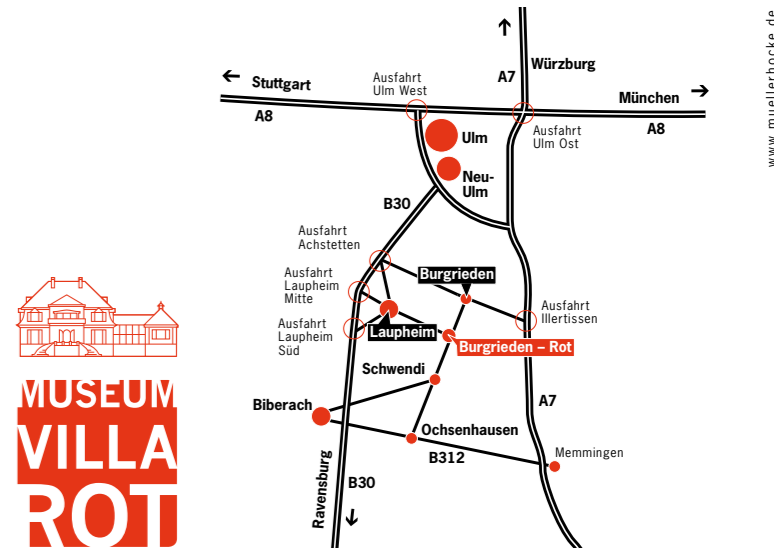 www.muellerhocke.de
Würzburg
A7
Stuttgart
A8
Ausfahrt
Ulm West
München
A8
Ausfahrt
Ulm Ost
Ulm
Neu-
Ulm
B30
Ausfahrt
Achstetten
Ausfahrt
Laupheim
Mitte
Ausfahrt
Laupheim
Süd
Burgrieden
Laupheim
Ausfahrt
Illertissen
Burgrieden – Rot
Schwendi
Biberach
Ochsenhausen
B312
A7
Memmingen
Ravensburg
B30
MUSEUM
VILLA
ROT